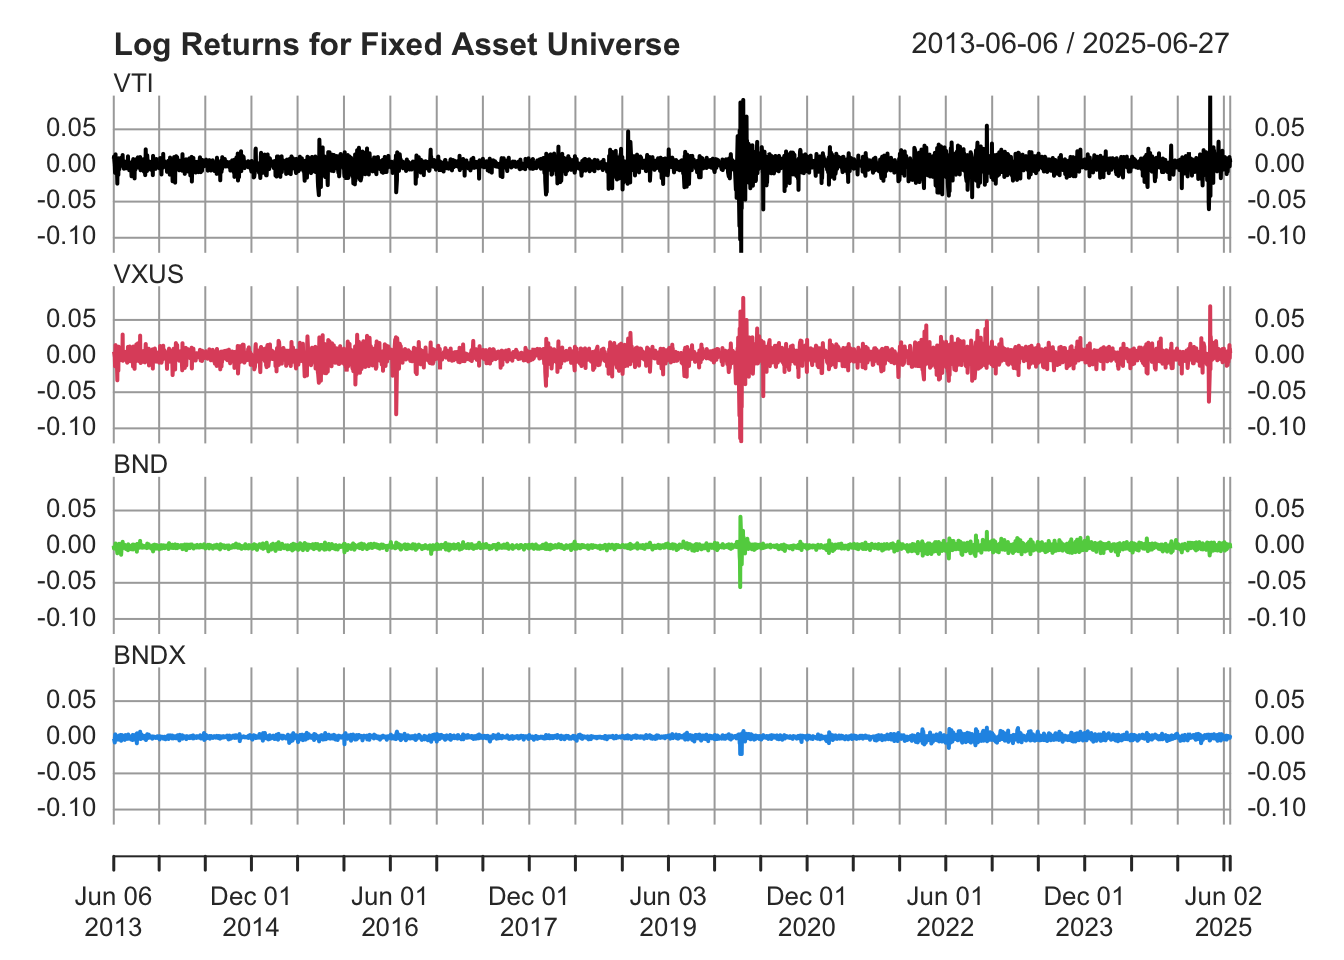 Log Returns for Fixed Asset Universe 2013-06-06 / 2025-06-27
VTI
0.05 0.05
0.00 0.00
-0.05 -0.05
-0.10 -0.10
VXUS
0.05 0.05
0.00 0.00
-0.05 -0.05
-0.10 -0.10
BND
0.05 0.05
0.00 0.00
-0.05 -0.05
-0.10 -0.10
BNDX
0.05 0.05
0.00 0.00
-0.05 -0.05
-0.10 -0.10
Jun 06 Dec 01 Jun 01 Dec 01 Jun 03 Dec 01 Jun 01 Dec 01 Jun 02
2013 2014 2016 2017 2019 2020 2022 2023 2025